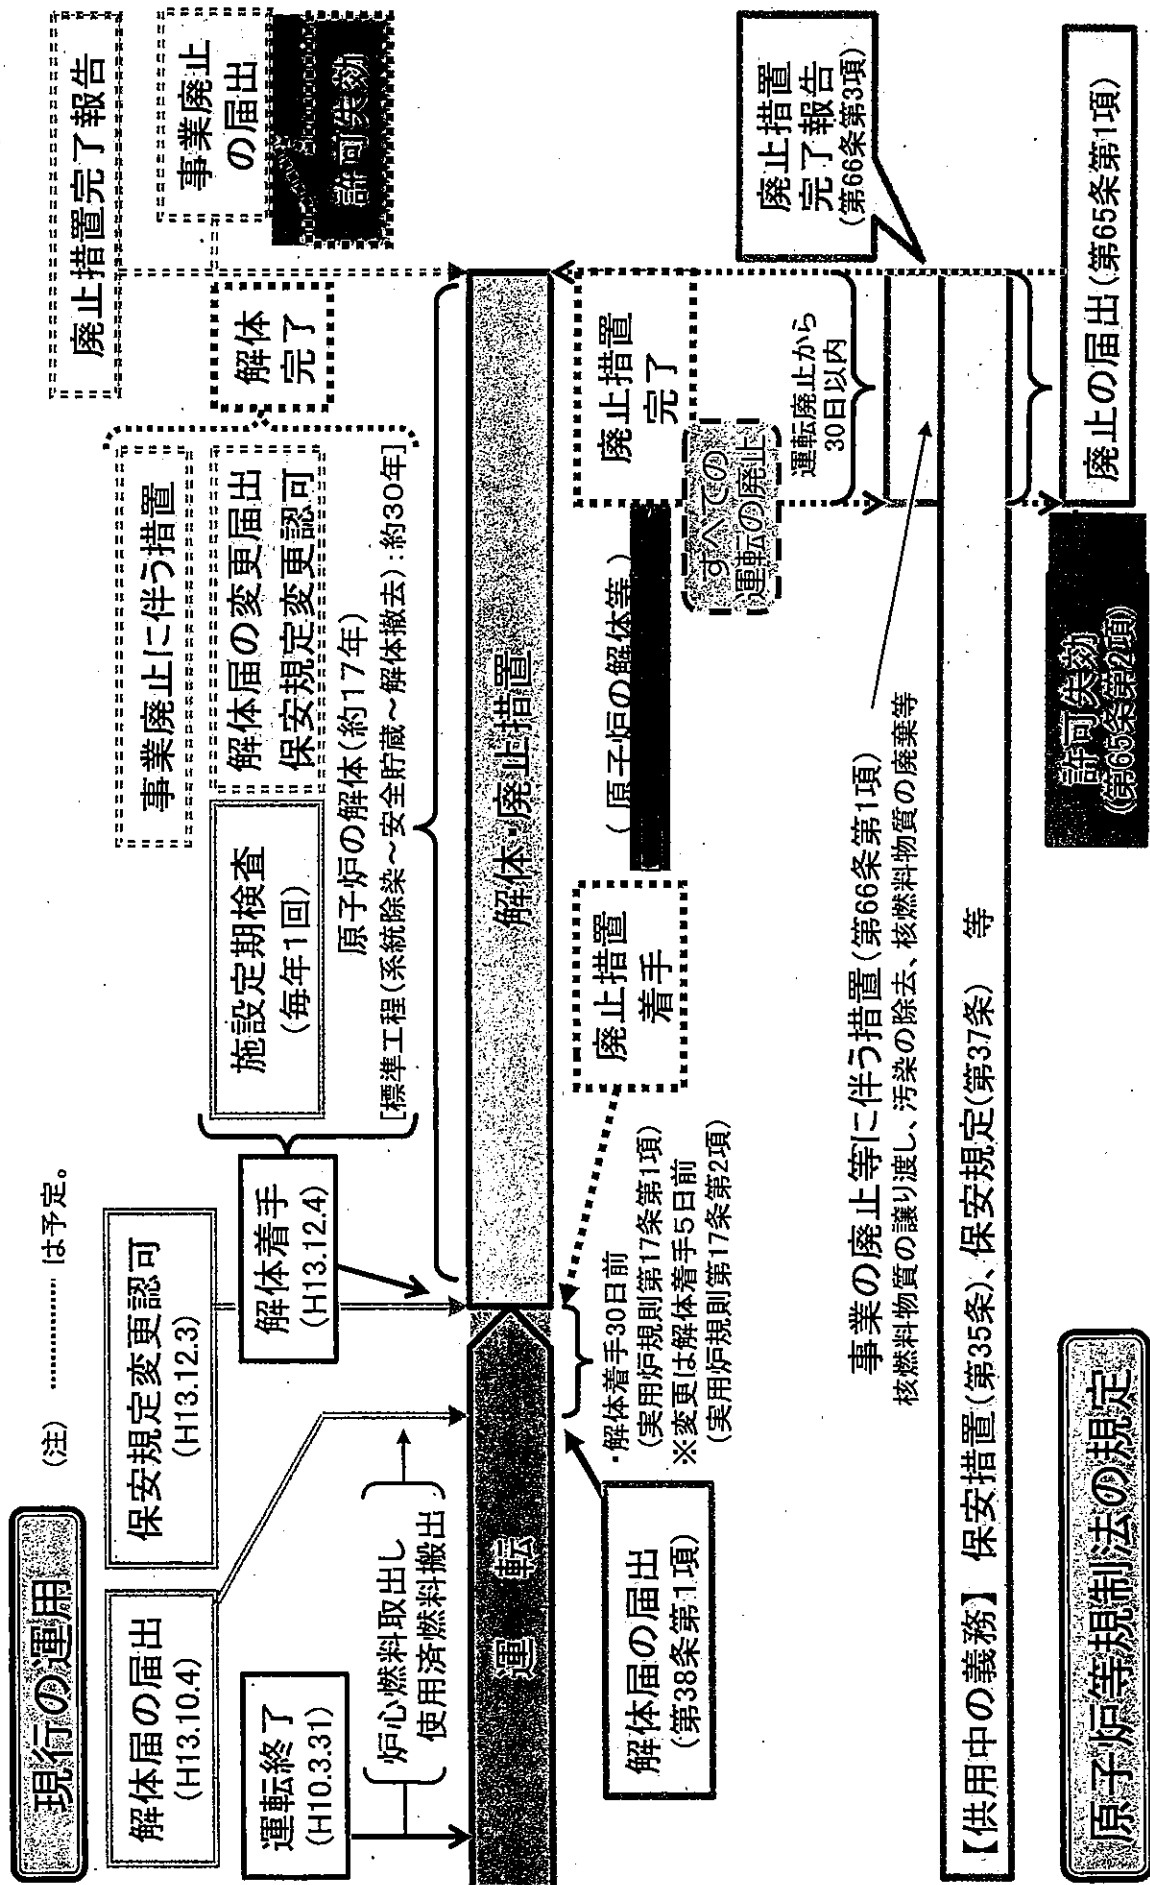 現行の運用
(注) ………… は予定。
解体届の届出
(H13.10.4)
保安規定変更認可
(H13.12.3)
運転終了
(H10.3.31)
炉心燃料取出し
使用済燃料搬出
解体着手
(H13.12.4)
施設定期検査
(毎年1回)
事業廃止に伴う措置
解体届の変更届出
保安規定変更認可
解体
完了
廃止措置完了報告
事業廃止
の届出
許可失効
原子炉の解体(約17年)
[標準工程(系統除染~安全貯蔵~解体撤去):約30年]
運転
解体・廃止措置
解体届の届出
(第38条第1項)
・解体着手30日前
(実用炉規則第17条第1項)
※変更は解体着手5日前
(実用炉規則第17条第2項)
廃止措置
着手
(原子炉の解体等)
廃止措置
完了
すべての
運転の廃止
運転廃止から
30日以内
廃止措置
完了報告
(第66条第3項)
事業の廃止等に伴う措置(第66条第1項)
核燃料物質の譲り渡し、汚染の除去、核燃料物質の廃棄等
【供用中の義務】 保安措置(第35条)、保安規定(第37条) 等
原子炉等規制法の規定
許可失効
(第65条第2項)
廃止の届出(第65条第1項)